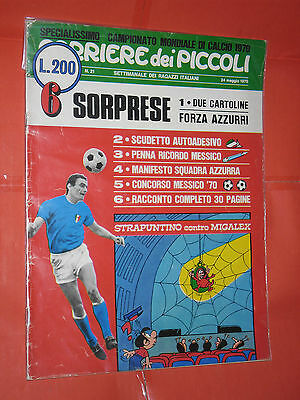 SPECIALISSIMO CAMPIONATO MONDIALE DI CALCIO 1970
CORRIERE dei PICCOLI
L. 200
N. 21
SETTIMANALE DEI RAGAZZI ITALIANI
24 maggio 1970
6 SORPRESE
1 • DUE CARTOLINE
FORZA AZZURRI
2 • SCUDETTO AUTOADESIVO
3 • PENNA RICORDO MESSICO
4 • MANIFESTO SQUADRA AZZURRA
5 • CONCORSO MESSICO '70
6 • RACCONTO COMPLETO 30 PAGINE
STRAPUNTINO contro MIGALEX